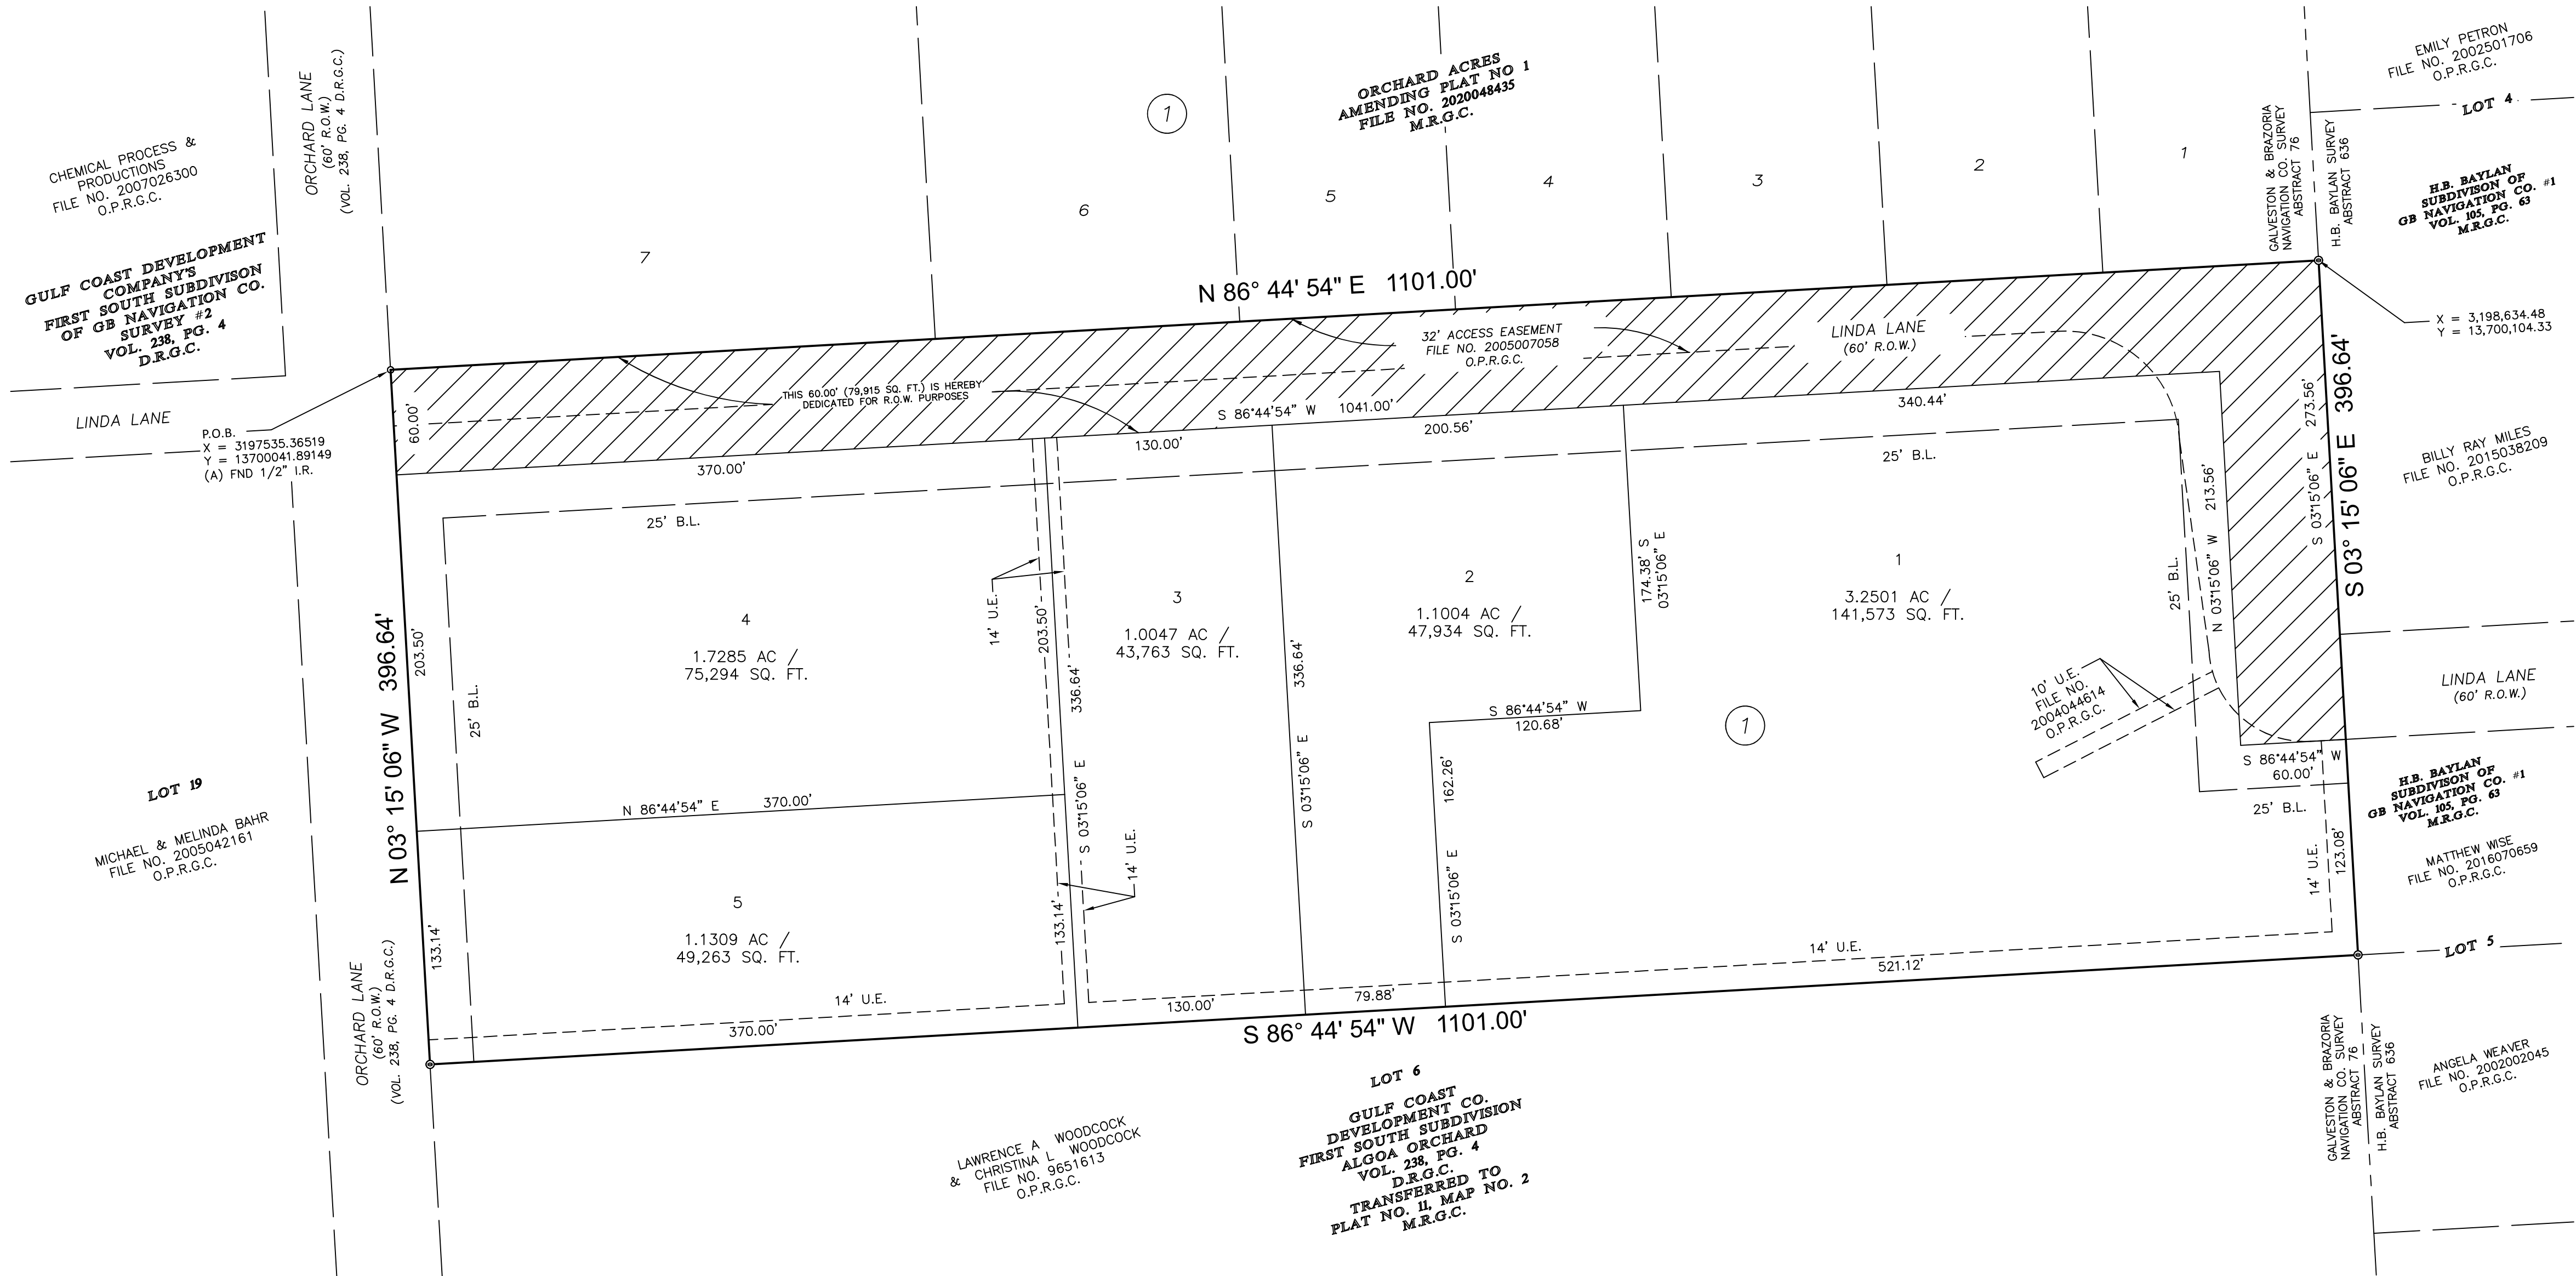 CHEMICAL PROCESS &
PRODUCTIONS
FILE NO. 2007026300
O.P.R.G.C.
GULF COAST DEVELOPMENT
COMPANY'S
FIRST SOUTH SUBDIVISON
OF GB NAVIGATION CO.
SURVEY #2
VOL. 238, PG. 4
D.R.G.C.
LINDA LANE
ORCHARD LANE
(60' R.O.W.)
(VOL. 238, PG. 4 D.R.G.C.)
P.O.B.
X = 3197535.36519
Y = 13700041.89149
(A) FND 1/2" I.R.
7
6
1
5
ORCHARD ACRES
AMENDING PLAT NO 1
FILE NO. 2020048435
M.R.G.C.
4
3
2
1
GALVESTON & BRAZORIA
NAVIGATION CO. SURVEY
ABSTRACT 76
H.B. BAYLAN SURVEY
ABSTRACT 636
EMILY PETRON
FILE NO. 2002501706
O.P.R.G.C.
LOT 4
H.B. BAYLAN
SUBDIVISON OF
GB NAVIGATION CO. #1
VOL. 105, PG. 63
M.R.G.C.
X = 3,198,634.48
Y = 13,700,104.33
N 86° 44' 54" E 1101.00'
32' ACCESS EASEMENT
FILE NO. 2005007058
O.P.R.G.C.
LINDA LANE
(60' R.O.W.)
THIS 60.00' (79,915 SQ. FT.) IS HEREBY
DEDICATED FOR R.O.W. PURPOSES
60.00'
S 86°44'54" W 1041.00'
370.00'
130.00'
200.56'
340.44'
25' B.L.
25' B.L.
273.56'
S 03°15'06" E
S 03° 15' 06" E 396.64'
213.56'
N 03°15'06" W
25' B.L.
BILLY RAY MILES
FILE NO. 2015038209
O.P.R.G.C.
N 03° 15' 06" W 396.64'
203.50'
25' B.L.
4
1.7285 AC /
75,294 SQ. FT.
14' U.E.
203.50'
336.64'
S 03°15'06" E
3
1.0047 AC /
43,763 SQ. FT.
336.64'
S 03°15'06" E
2
1.1004 AC /
47,934 SQ. FT.
174.38' S
03°15'06" E
1
3.2501 AC /
141,573 SQ. FT.
S 86°44'54" W
120.68'
162.26'
S 03°15'06" E
1
10' U.E.
FILE NO.
2004044614
O.P.R.G.C.
LINDA LANE
(60' R.O.W.)
S 86°44'54" W
60.00'
25' B.L.
14' U.E.
123.08'
H.B. BAYLAN
SUBDIVISON OF
GB NAVIGATION CO. #1
VOL. 105, PG. 63
M.R.G.C.
MATTHEW WISE
FILE NO. 2016070659
O.P.R.G.C.
LOT 19
MICHAEL & MELINDA BAHR
FILE NO. 2005042161
O.P.R.G.C.
N 86°44'54" E 370.00'
5
1.1309 AC /
49,263 SQ. FT.
133.14'
133.14'
14' U.E.
14' U.E.
370.00'
130.00'
79.88'
14' U.E.
521.12'
S 86° 44' 54" W 1101.00'
LOT 5
ORCHARD LANE
(60' R.O.W.)
(VOL. 238, PG. 4 D.R.G.C.)
LAWRENCE A WOODCOCK
& CHRISTINA L WOODCOCK
FILE NO. 9651613
O.P.R.G.C.
LOT 6
GULF COAST
DEVELOPMENT CO.
FIRST SOUTH SUBDIVISION
ALGOA ORCHARD
VOL. 238, PG. 4
D.R.G.C.
TRANSFERRED TO
PLAT NO. 11, MAP NO. 2
M.R.G.C.
GALVESTON & BRAZORIA
NAVIGATION CO. SURVEY
ABSTRACT 76
H.B. BAYLAN SURVEY
ABSTRACT 636
ANGELA WEAVER
FILE NO. 2002002045
O.P.R.G.C.